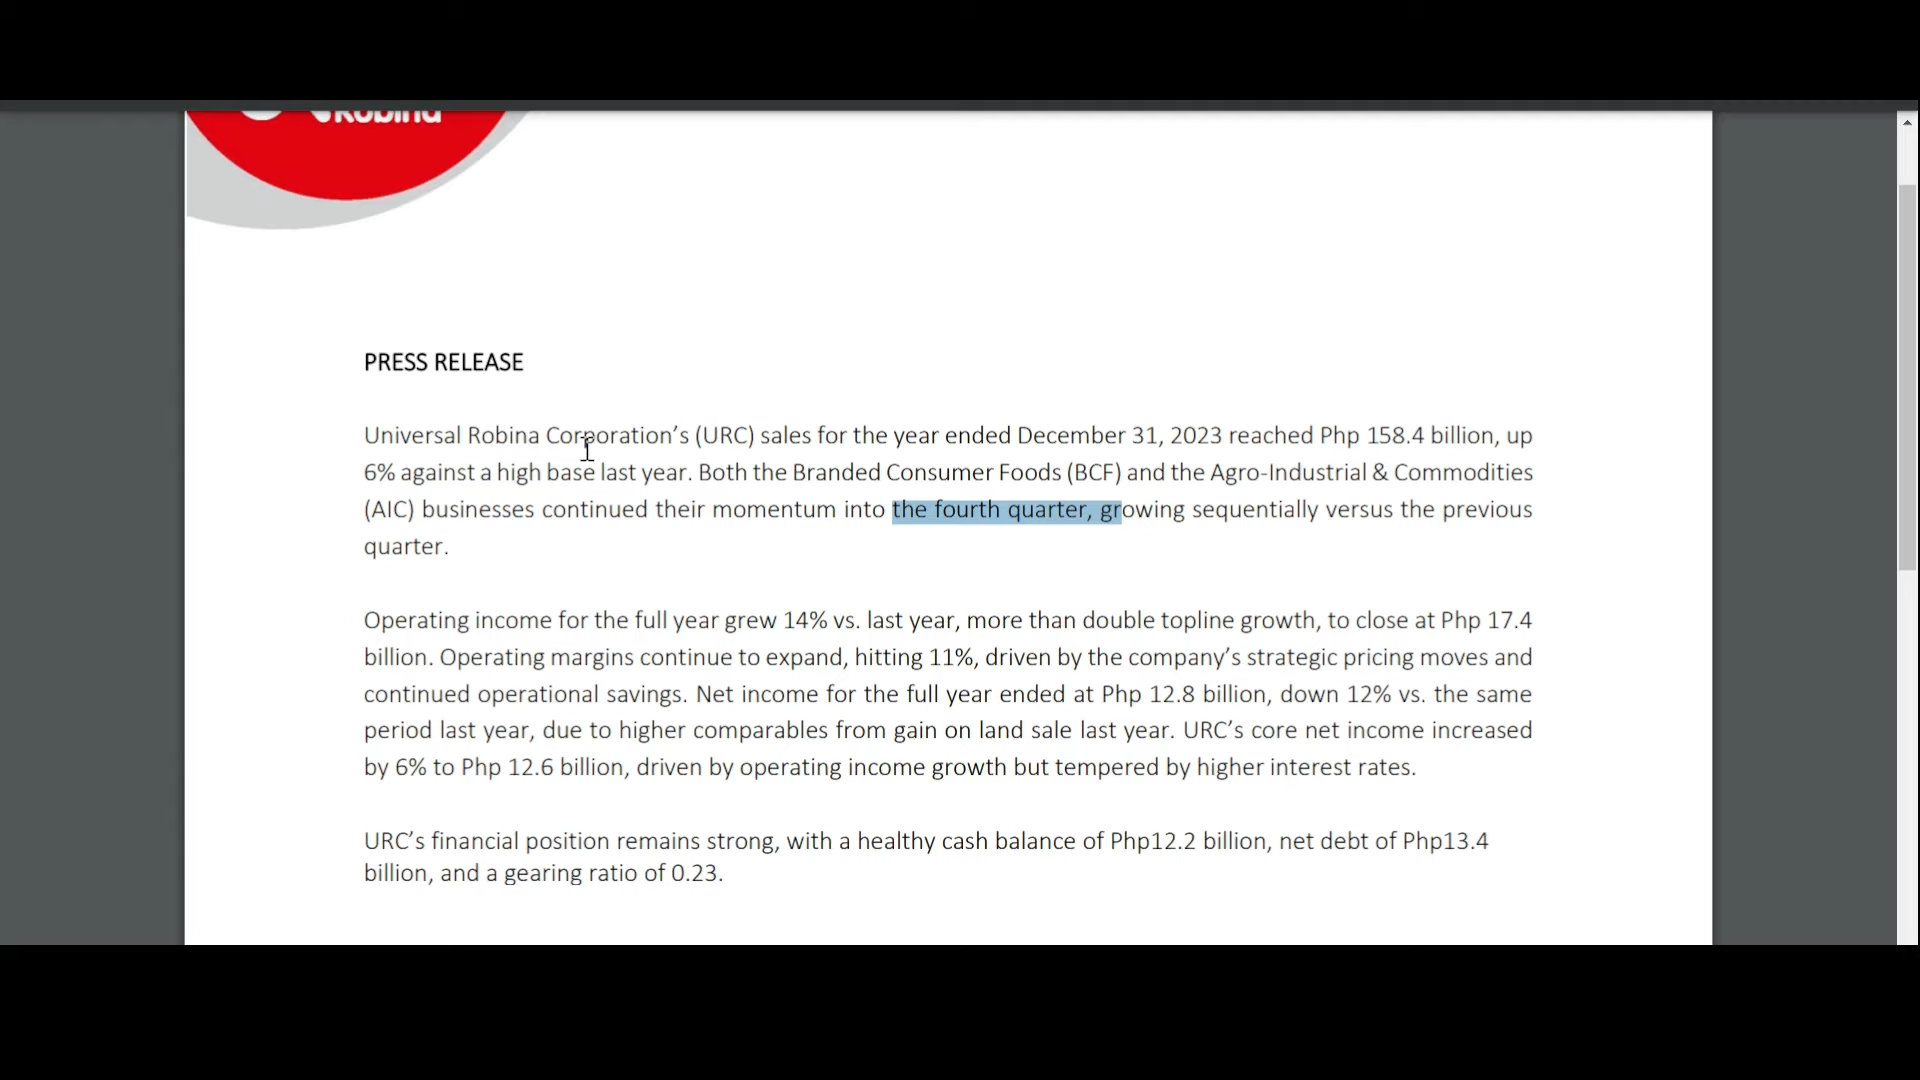 Robina
PRESS RELEASE
Universal Robina Corporation’s (URC) sales for the year ended December 31, 2023 reached Php 158.4 billion, up
6% against a high base last year. Both the Branded Consumer Foods (BCF) and the Agro-Industrial & Commodities
(AIC) businesses continued their momentum into the fourth quarter, growing sequentially versus the previous
quarter.
Operating income for the full year grew 14% vs. last year, more than double topline growth, to close at Php 17.4
billion. Operating margins continue to expand, hitting 11%, driven by the company’s strategic pricing moves and
continued operational savings. Net income for the full year ended at Php 12.8 billion, down 12% vs. the same
period last year, due to higher comparables from gain on land sale last year. URC’s core net income increased
by 6% to Php 12.6 billion, driven by operating income growth but tempered by higher interest rates.
URC’s financial position remains strong, with a healthy cash balance of Php12.2 billion, net debt of Php13.4
billion, and a gearing ratio of 0.23.